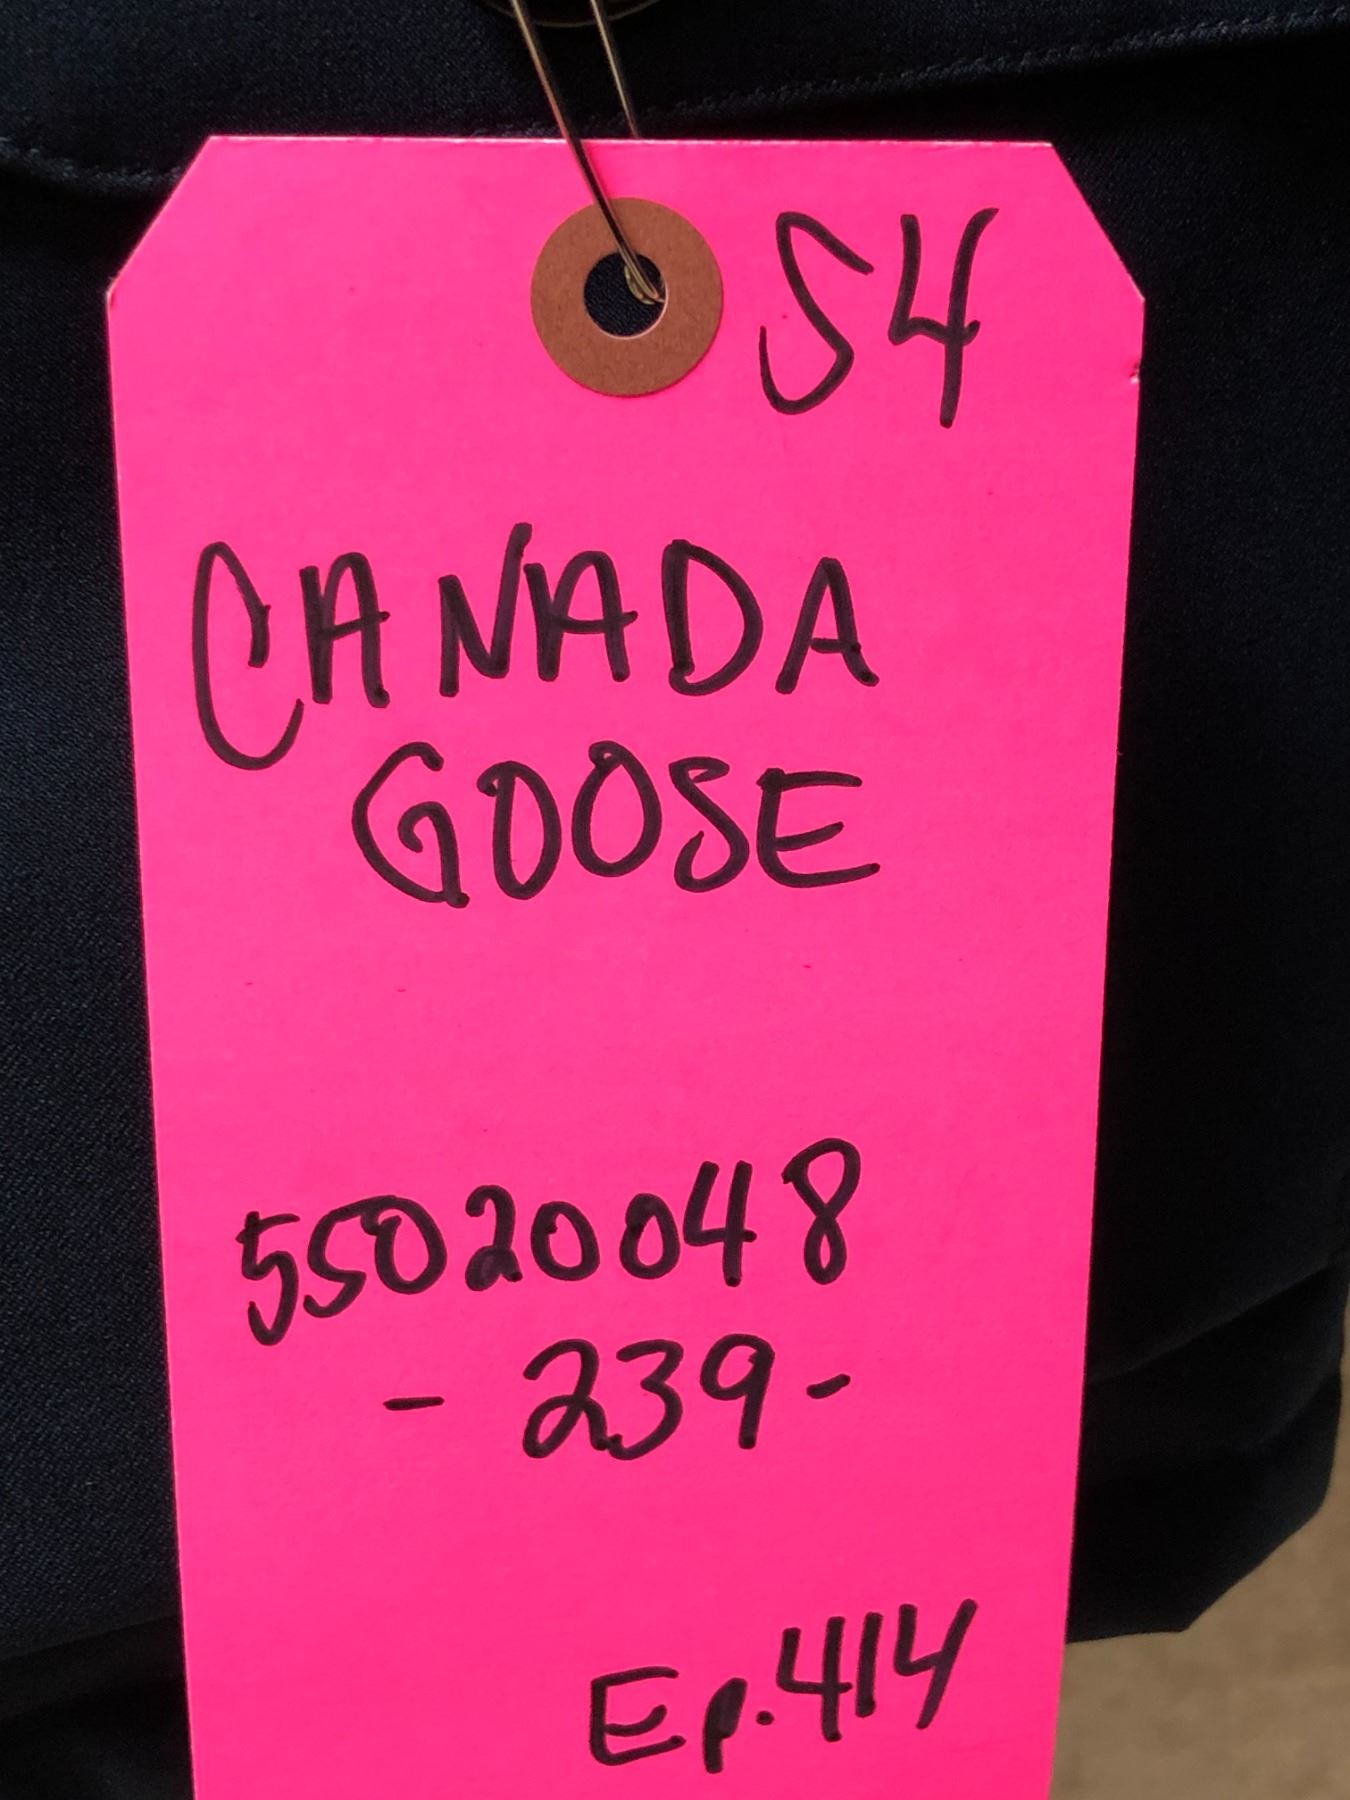 S4
CANADA
GOOSE
55020048
- 239 -
Ep. 414